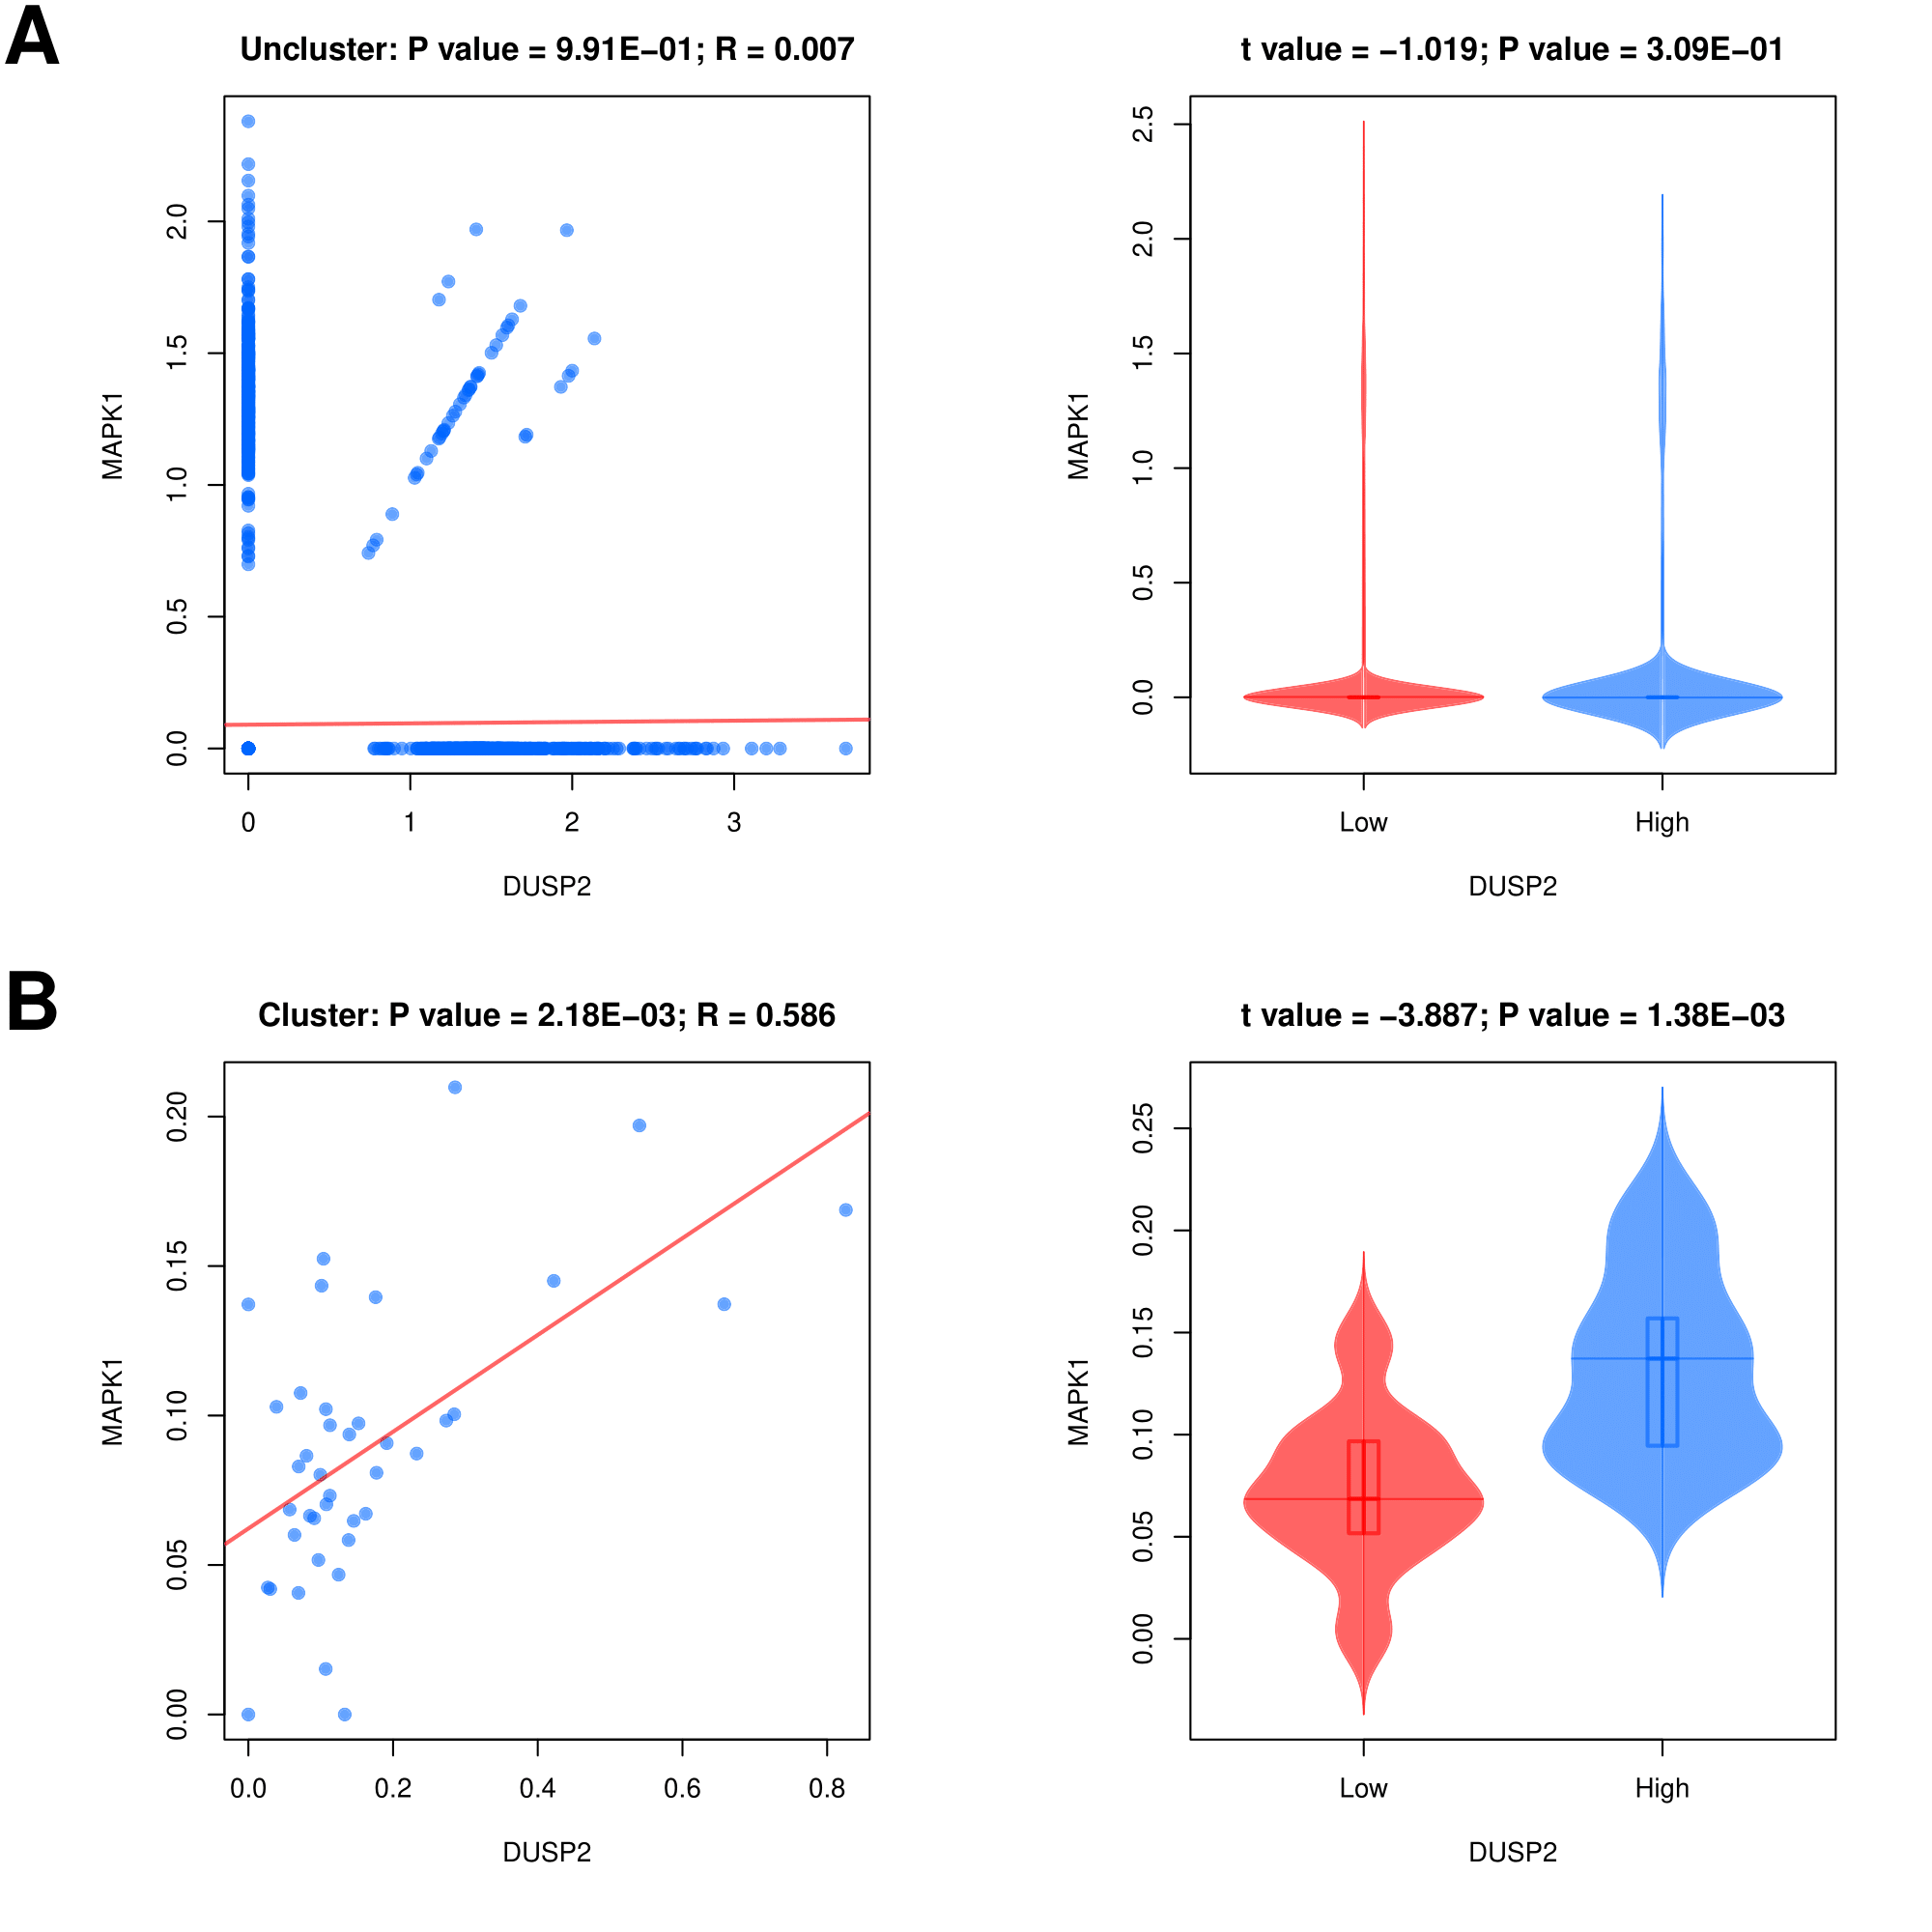 A
Uncluster: P value = 9.91E−01; R = 0.007
MAPK1
0.0
0.5
1.0
1.5
2.0
0
1
2
3
DUSP2
t value = −1.019; P value = 3.09E−01
MAPK1
0.0
0.5
1.0
1.5
2.0
2.5
Low
High
DUSP2
B
Cluster: P value = 2.18E−03; R = 0.586
MAPK1
0.00
0.05
0.10
0.15
0.20
0.0
0.2
0.4
0.6
0.8
DUSP2
t value = −3.887; P value = 1.38E−03
MAPK1
0.00
0.05
0.10
0.15
0.20
0.25
Low
High
DUSP2